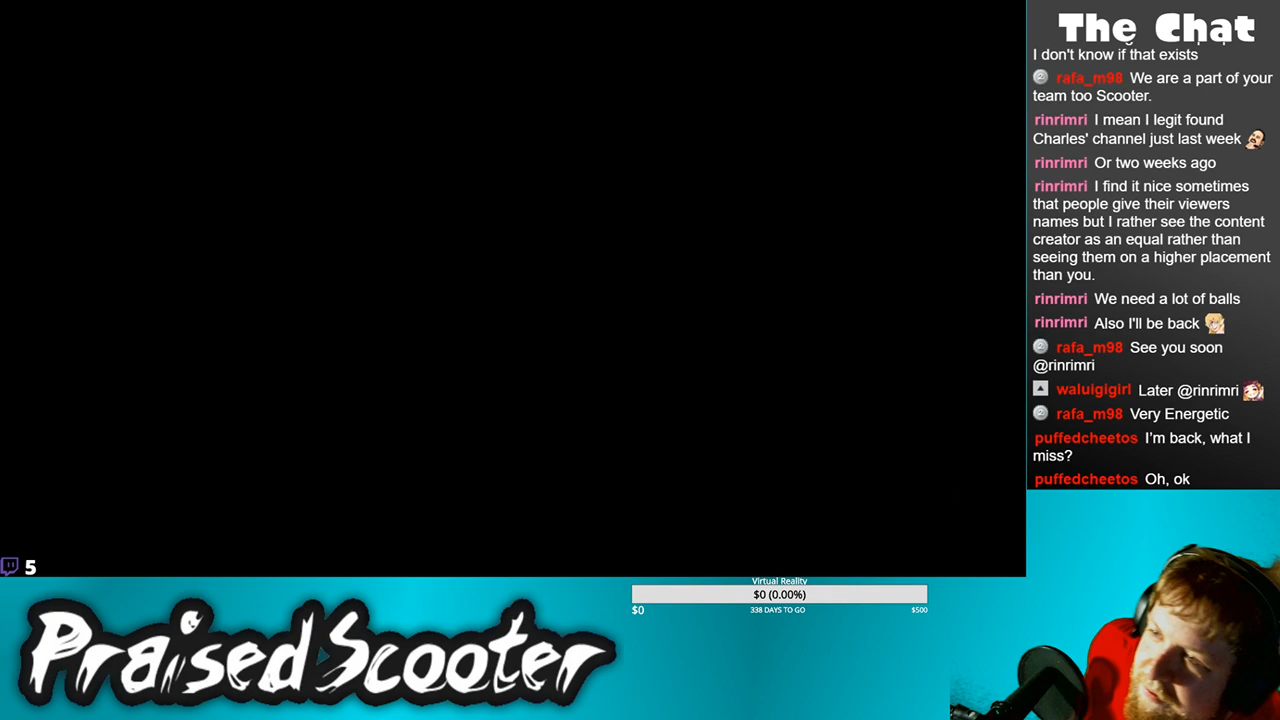 The Chat
I don't know if that exists
rafa_m98 We are a part of your
team too Scooter.
rinrimri I mean I legit found
Charles' channel just last week
rinrimri Or two weeks ago
rinrimri I find it nice sometimes
that people give their viewers
names but I rather see the content
creator as an equal rather than
seeing them on a higher placement
than you.
rinrimri We need a lot of balls
rinrimri Also I'll be back
rafa_m98 See you soon
@rinrimri
waluigigirl Later @rinrimri
rafa_m98 Very Energetic
puffedcheetos I'm back, what I
miss?
puffedcheetos Oh, ok
5
Virtual Reality
$0 (0.00%)
$0 338 DAYS TO GO $500
PraisedScooter